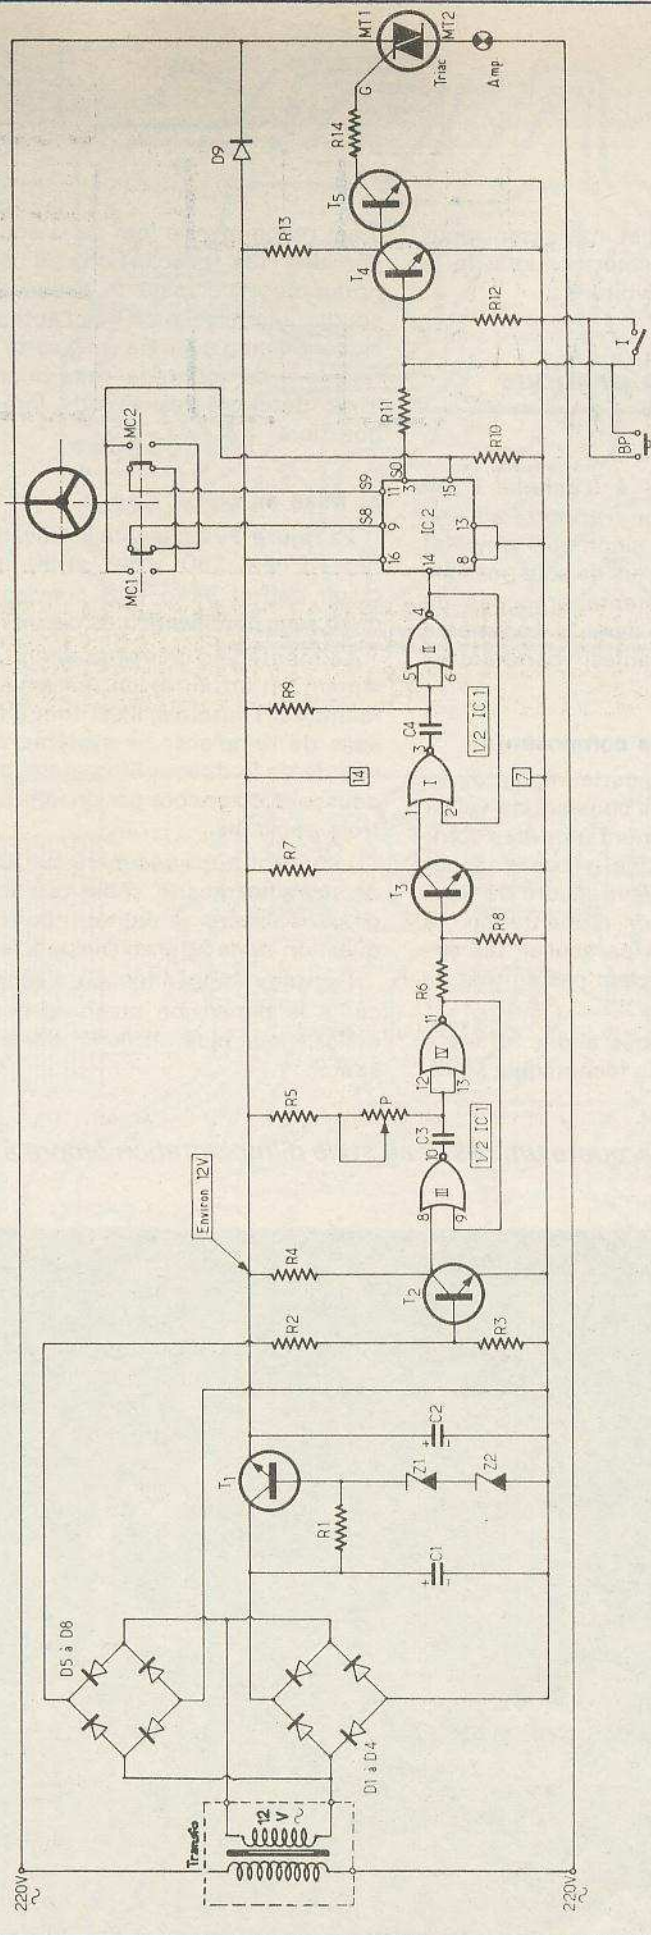 220V
~
220V
~
Transfo
12
V
~
D5 à D8
D1 à D4
T1
R1
C1
+
-
Z1
Z2
C2
+
-
R2
R3
Environ 12V
R4
T2
8
9
III
10
C3
R5
P
12
13
IV
11
1/2 IC1
R6
R8
T3
R7
1
2
I
3
C4
14
7
R9
5
6
II
4
1/2 IC1
MC1
MC2
S8
S9
S0
16
9
11
3
14
IC2
15
8
13
R10
R11
R12
BP
I
T4
R13
T5
D9
R14
G
MT1
MT2
Triac
Amp